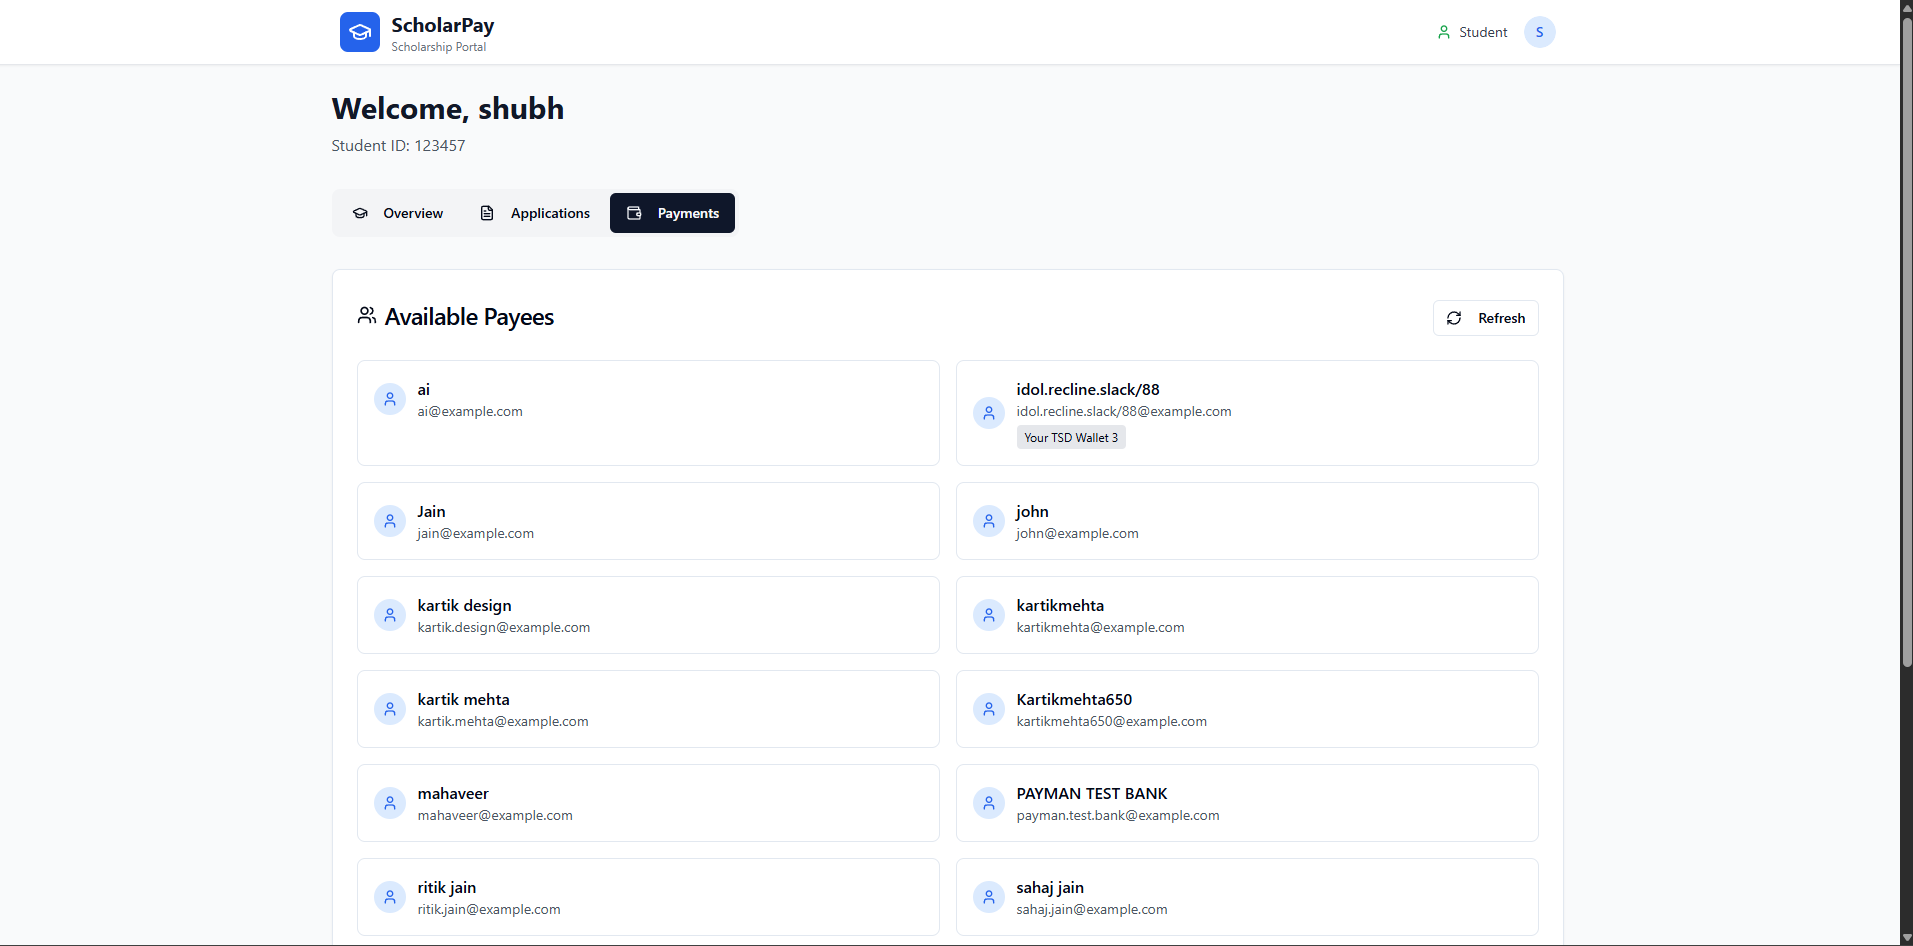 ScholarPay
Scholarship Portal
Student
S
Welcome, shubh
Student ID: 123457
Overview
Applications
Payments
Available Payees
Refresh
ai
ai@example.com
idol.recline.slack/88
idol.recline.slack/88@example.com
Your TSD Wallet 3
Jain
jain@example.com
john
john@example.com
kartik design
kartik.design@example.com
kartikmehta
kartikmehta@example.com
kartik mehta
kartik.mehta@example.com
Kartikmehta650
kartikmehta650@example.com
mahaveer
mahaveer@example.com
PAYMAN TEST BANK
payman.test.bank@example.com
ritik jain
ritik.jain@example.com
sahaj jain
sahaj.jain@example.com